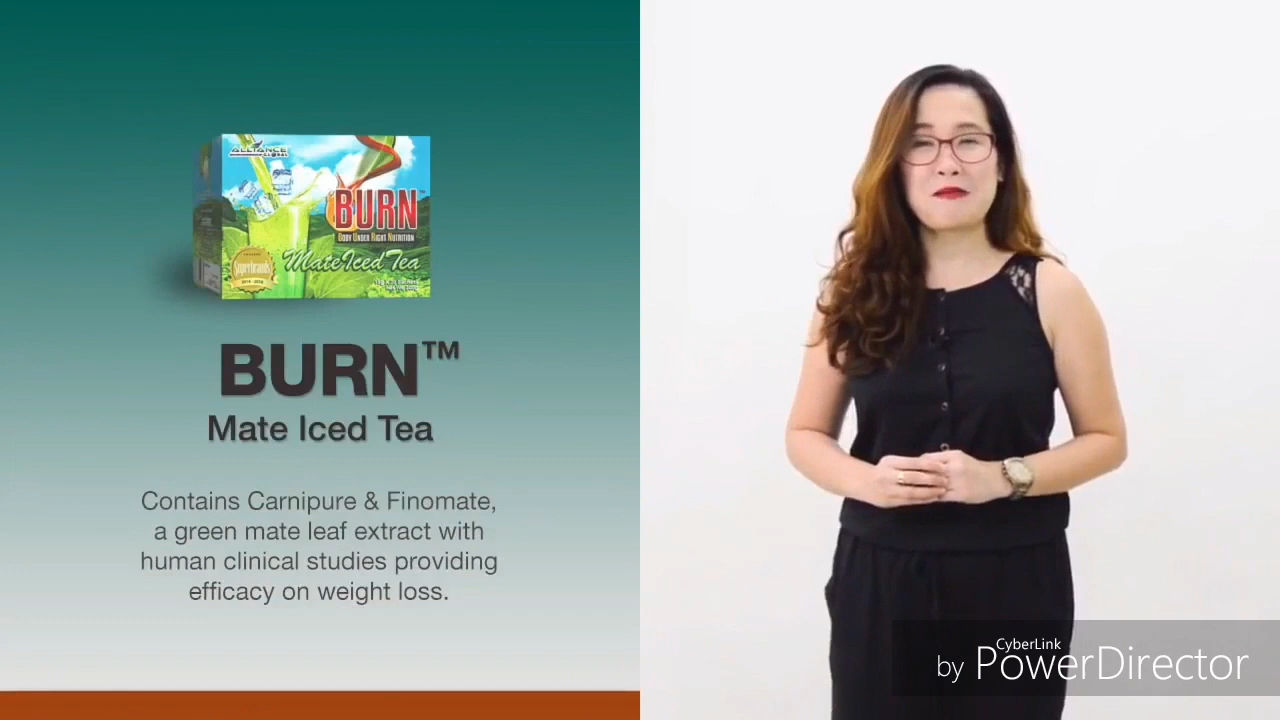 ALLIANCE
BURN™
BODY UNDER RIGHT NUTRITION
Mate Iced Tea
Superbrands
BURN™
Mate Iced Tea
Contains Carnipure & Finomate,
a green mate leaf extract with
human clinical studies providing
efficacy on weight loss.
CyberLink
by PowerDirector